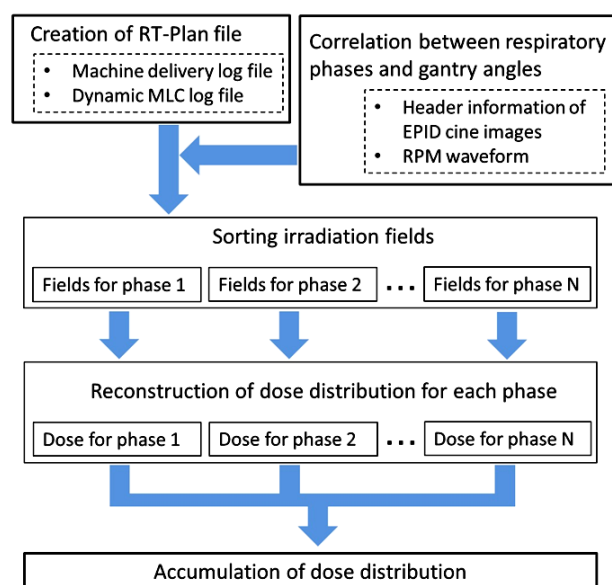 Creation of RT-Plan file
• Machine delivery log file
• Dynamic MLC log file
Correlation between respiratory
phases and gantry angles
• Header information of
EPID cine images
• RPM waveform
Sorting irradiation fields
Fields for phase 1
Fields for phase 2
...
Fields for phase N
Reconstruction of dose distribution for each phase
Dose for phase 1
Dose for phase 2
...
Dose for phase N
Accumulation of dose distribution